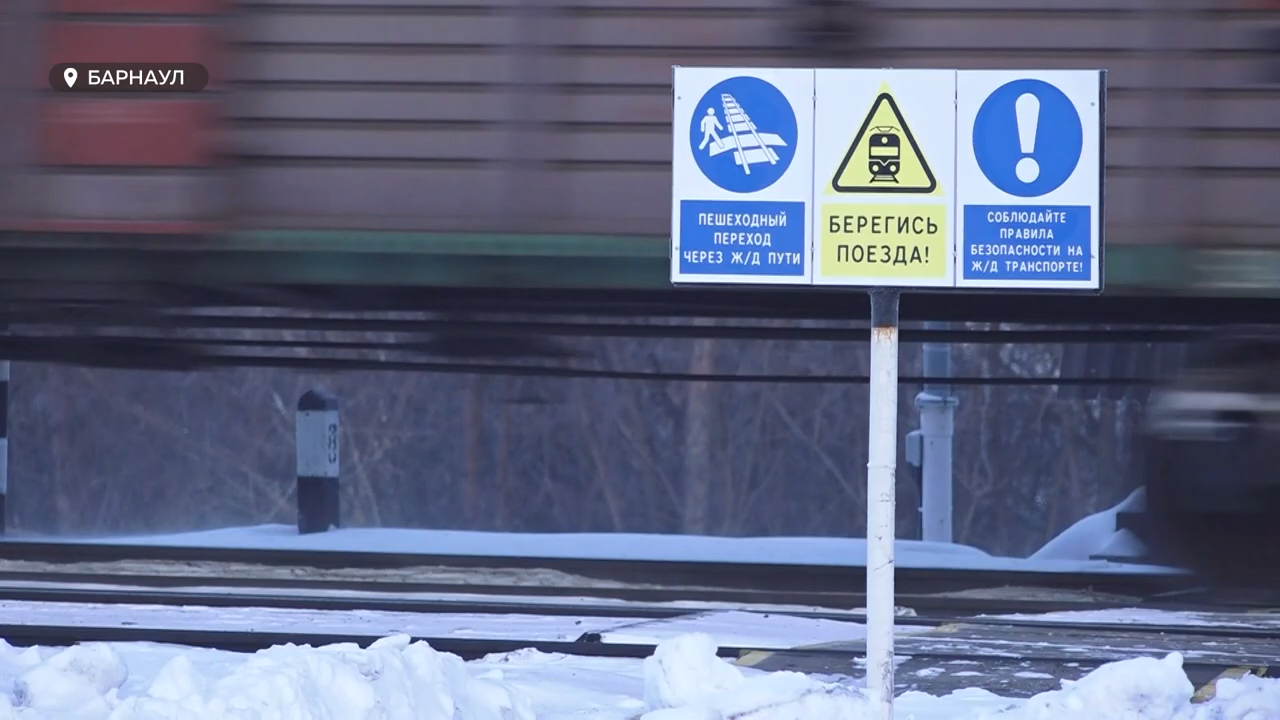 БАРНАУЛ
ПЕШЕХОДНЫЙ
ПЕРЕХОД
ЧЕРЕЗ Ж/Д ПУТИ
БЕРЕГИСЬ
ПОЕЗДА!
СОБЛЮДАЙТЕ
ПРАВИЛА
БЕЗОПАСНОСТИ НА
Ж/Д ТРАНСПОРТЕ!